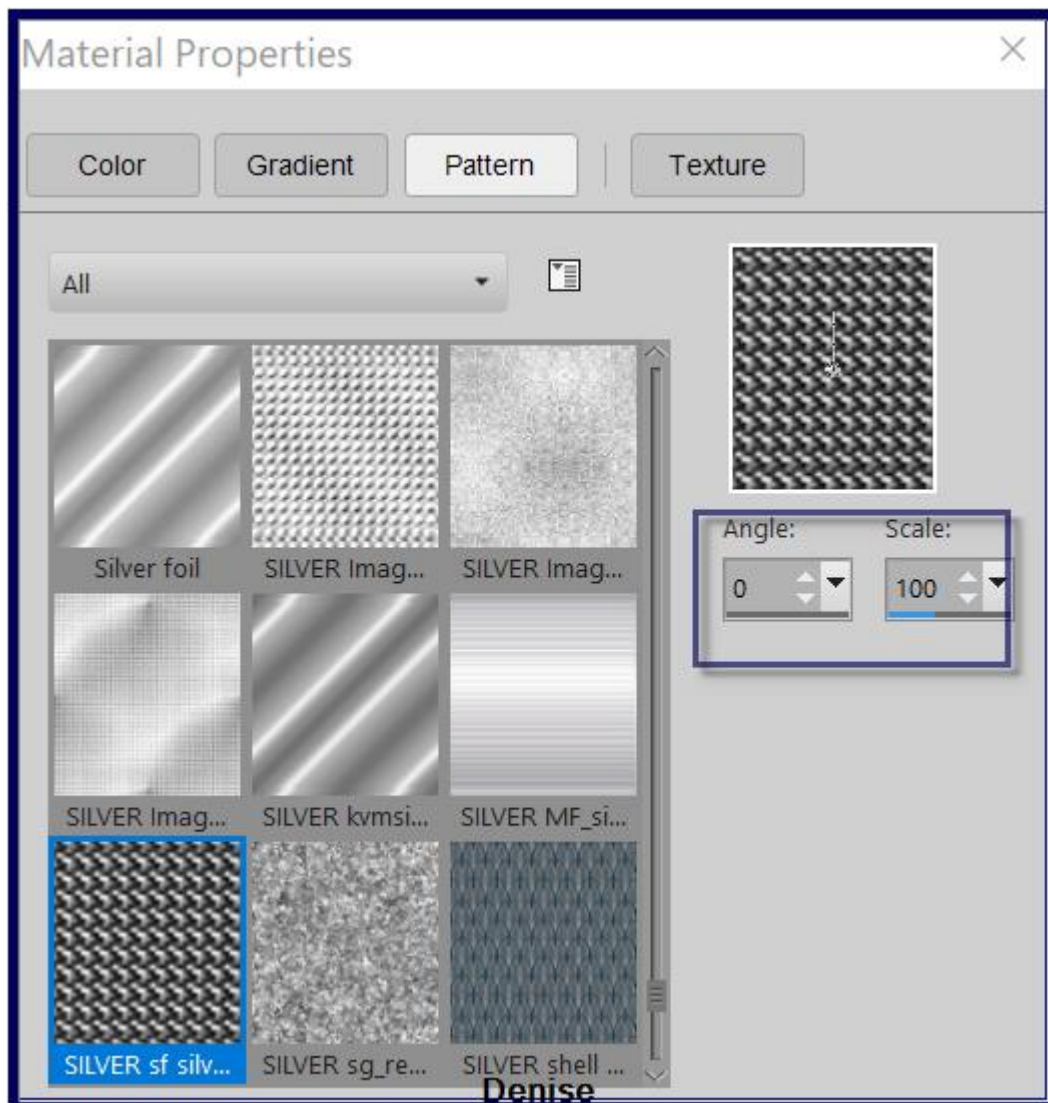 Material Properties
Color Gradient Pattern Texture
All
Silver foil SILVER Imag... SILVER Imag...
Angle: Scale:
0 100
SILVER Imag... SILVER kvmsi... SILVER MF_si...
SILVER sf silv... SILVER sg_re... SILVER shell ...
Denise